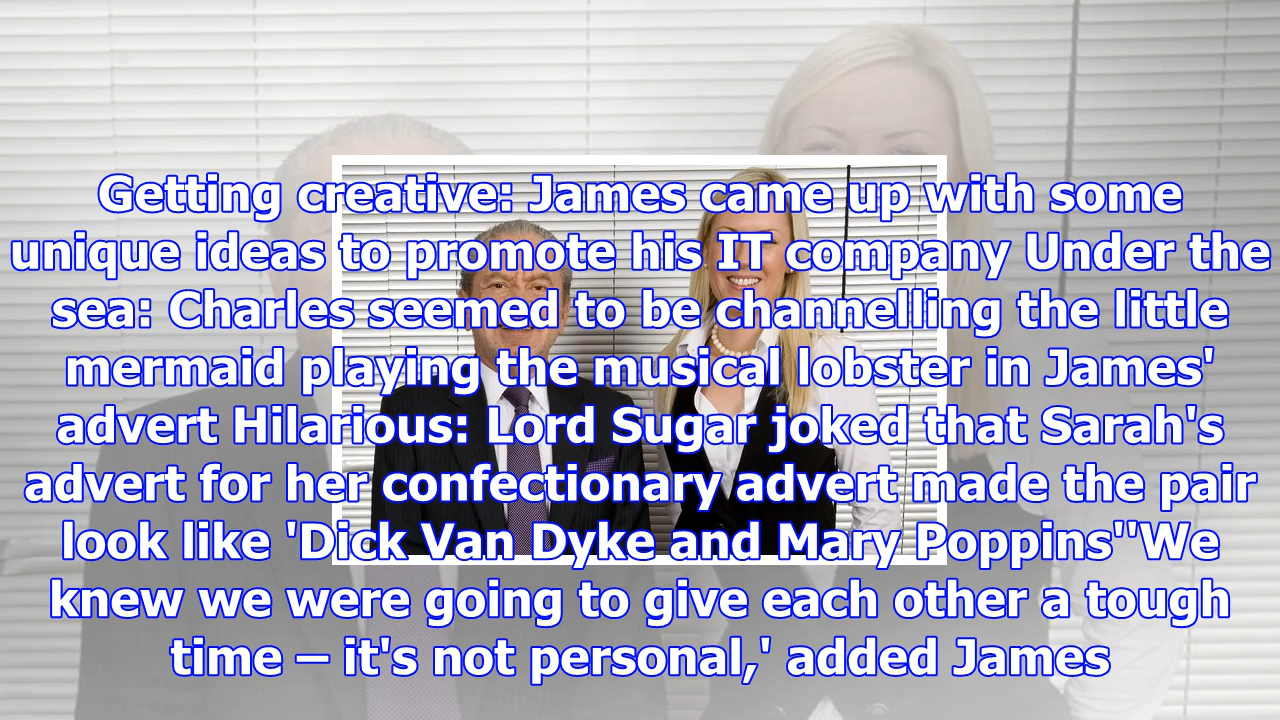 Getting creative: James came up with some
unique ideas to promote his IT company Under the
sea: Charles seemed to be channelling the little
mermaid playing the musical lobster in James'
advert Hilarious: Lord Sugar joked that Sarah's
advert for her confectionary advert made the pair
look like 'Dick Van Dyke and Mary Poppins''We
knew we were going to give each other a tough
time – it's not personal,' added James